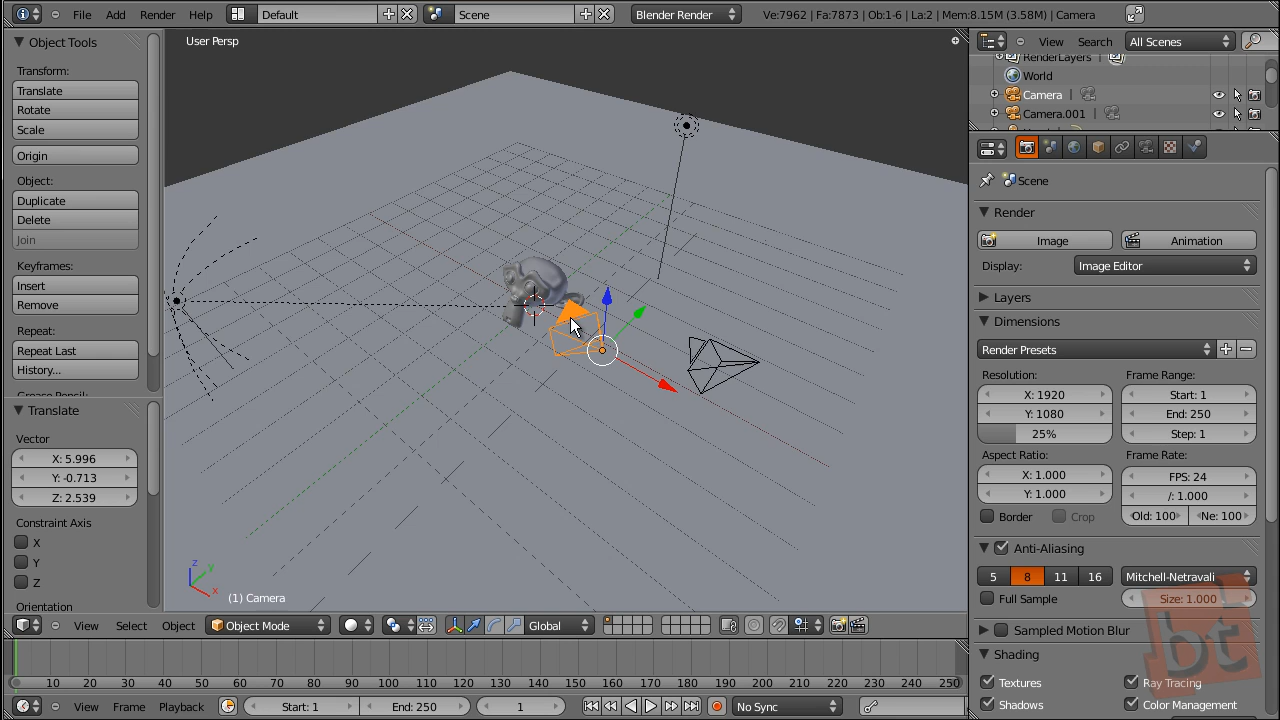 File Add Render Help Default Scene Blender Render Ve:7962 | Fa:7873 | Ob:1-6 | La:2 | Mem:8.15M (3.58M) | Camera
Object Tools
Transform:
Translate
Rotate
Scale
Origin
Object:
Duplicate
Delete
Join
Keyframes:
Insert
Remove
Repeat:
Repeat Last
History...
Translate
Vector
X: 5.996
Y: -0.713
Z: 2.539
Constraint Axis
X
Y
Z
Orientation
User Persp
z
y
x
(1) Camera
View Select Object Object Mode Global
10 20 30 40 50 60 70 80 90 100 110 120 130 140 150 160 170 180 190 200 210 220 230 240 250
View Frame Playback Start: 1 End: 250 1 No Sync
View Search All Scenes
RenderLayers
World
Camera
Camera.001
Scene
Render
Image Animation
Display: Image Editor
Layers
Dimensions
Render Presets
Resolution: Frame Range:
X: 1920 Start: 1
Y: 1080 End: 250
25% Step: 1
Aspect Ratio: Frame Rate:
X: 1.000 FPS: 24
Y: 1.000 /: 1.000
Border Crop Old: 100 Ne: 100
Anti-Aliasing
5 8 11 16 Mitchell-Netravali
Full Sample Size: 1.000
Sampled Motion Blur
Shading
Textures Ray Tracing
Shadows Color Management
bt